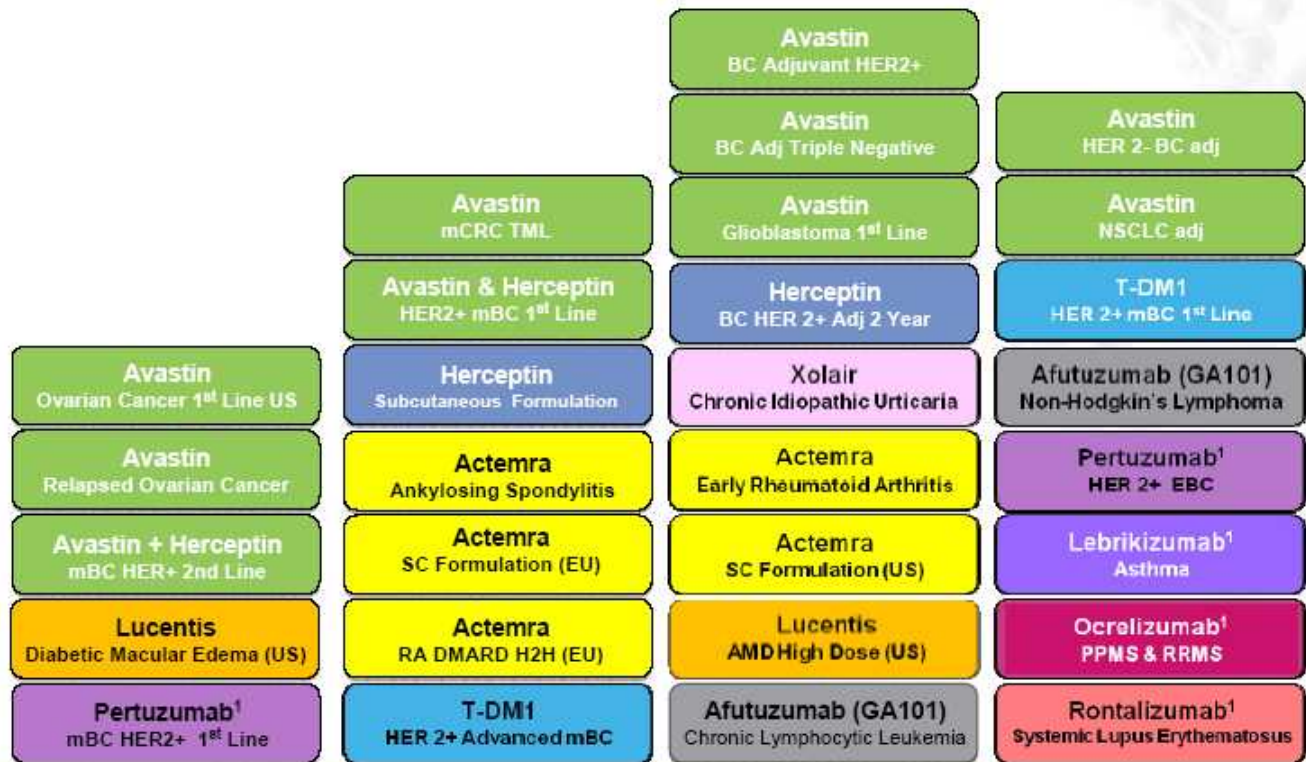 Avastin
Ovarian Cancer 1st Line US
Avastin
Relapsed Ovarian Cancer
Avastin + Herceptin
mBC HER+ 2nd Line
Lucentis
Diabetic Macular Edema (US)
Pertuzumab¹
mBC HER2+ 1st Line
Avastin
mCRC TML
Avastin & Herceptin
HER2+ mBC 1st Line
Herceptin
Subcutaneous Formulation
Actemra
Ankylosing Spondylitis
Actemra
SC Formulation (EU)
Actemra
RA DMARD H2H (EU)
T-DM1
HER 2+ Advanced mBC
Avastin
BC Adjuvant HER2+
Avastin
BC Adj Triple Negative
Avastin
Glioblastoma 1st Line
Herceptin
BC HER 2+ Adj 2 Year
Xolair
Chronic Idiopathic Urticaria
Actemra
Early Rheumatoid Arthritis
Actemra
SC Formulation (US)
Lucentis
AMD High Dose (US)
Afutuzumab (GA101)
Chronic Lymphocytic Leukemia
Avastin
HER 2- BC adj
Avastin
NSCLC adj
T-DM1
HER 2+ mBC 1st Line
Afutuzumab (GA101)
Non-Hodgkin's Lymphoma
Pertuzumab¹
HER 2+ EBC
Lebrikizumab¹
Asthma
Ocrelizumab¹
PPMS & RRMS
Rontalizumab¹
Systemic Lupus Erythematosus